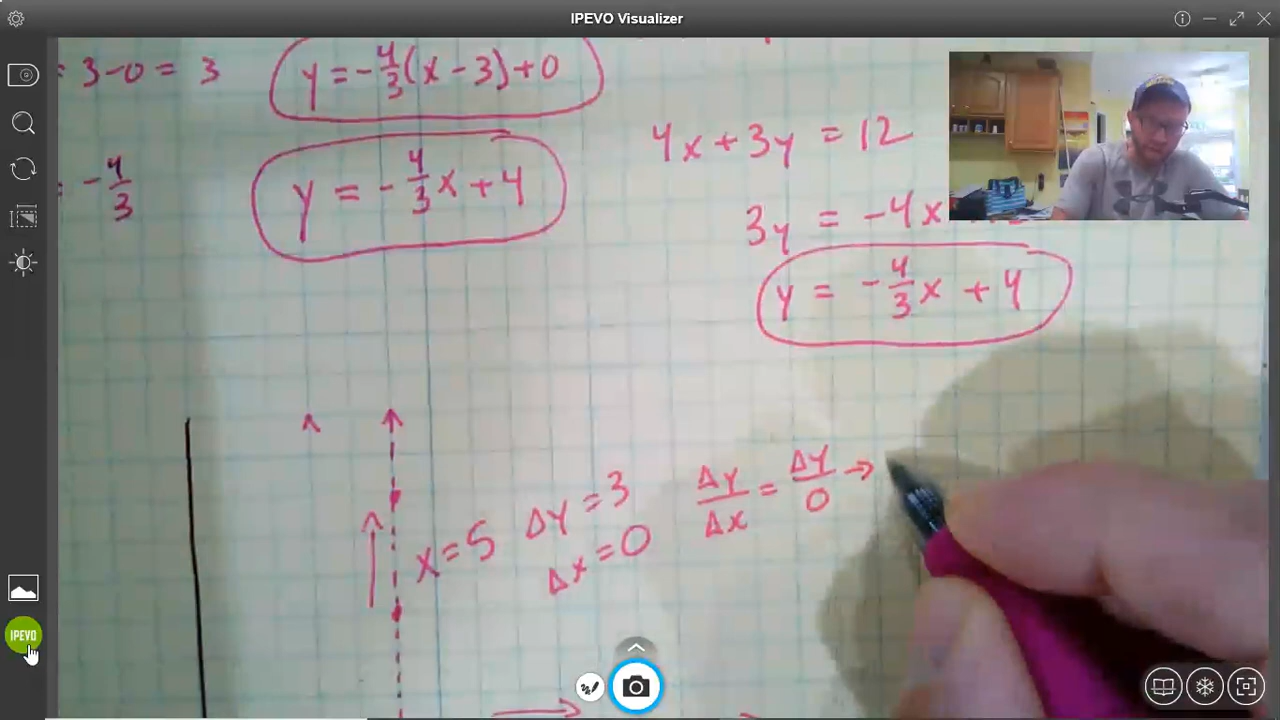 IPEVO Visualizer
= 3-0 = 3
y = -4/3(x - 3) + 0
= -4/3
y = -4/3x + 4
4x + 3y = 12
3y = -4x
y = -4/3x + 4
x = 5
Δy = 3
Δx = 0
Δy/Δx = Δy/0 →
IPEVO